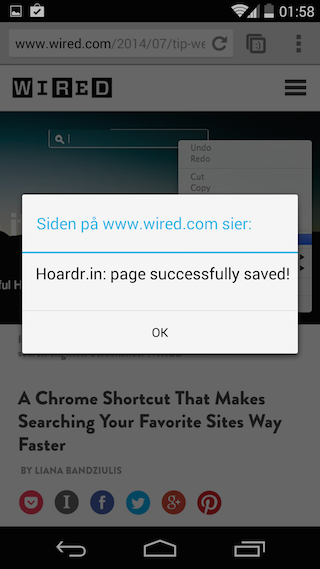 01:58
www.wired.com/2014/07/tip-we
3
WIRED
Undo
Redo
Cut
Copy
Siden på www.wired.com sier:
Hoardr.in: page successfully saved!
OK
ful H
A Chrome Shortcut That Makes
Searching Your Favorite Sites Way
Faster
BY LIANA BANDZIULIS